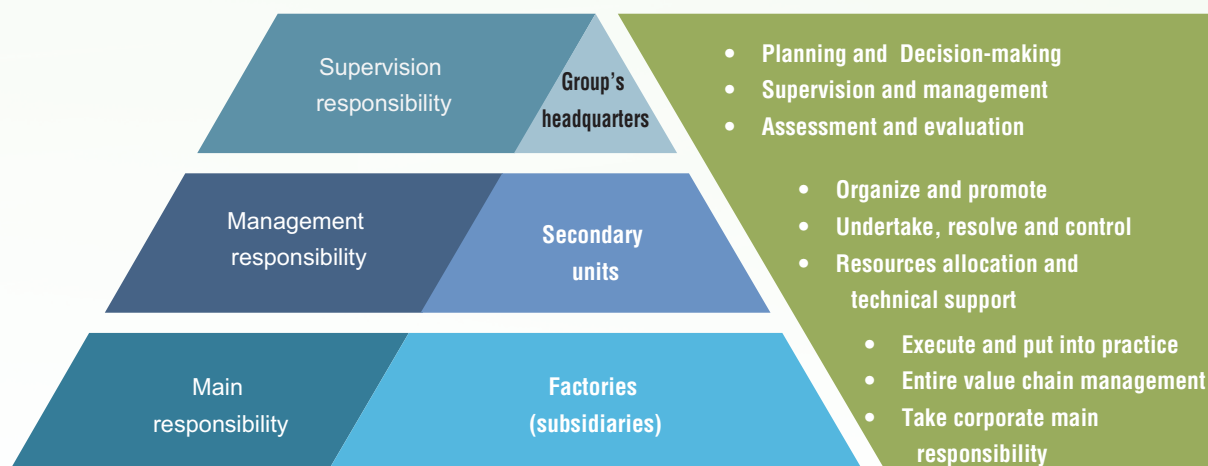 Supervision
responsibility
Group's
headquarters
• Planning and Decision-making
• Supervision and management
• Assessment and evaluation
Management
responsibility
Secondary
units
• Organize and promote
• Undertake, resolve and control
• Resources allocation and
technical support
Main
responsibility
Factories
(subsidiaries)
• Execute and put into practice
• Entire value chain management
• Take corporate main
responsibility